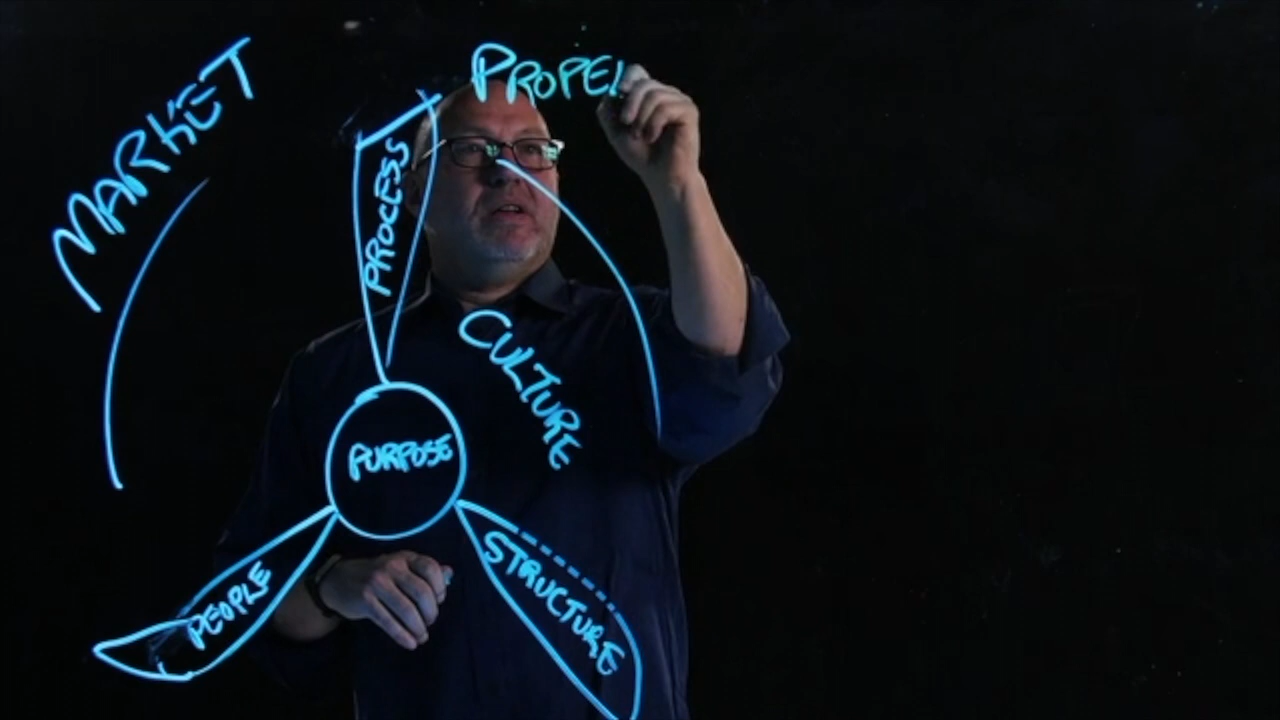 MARKET
PROPEL
PROCESS
CULTURE
PURPOSE
PEOPLE
STRUCTURE